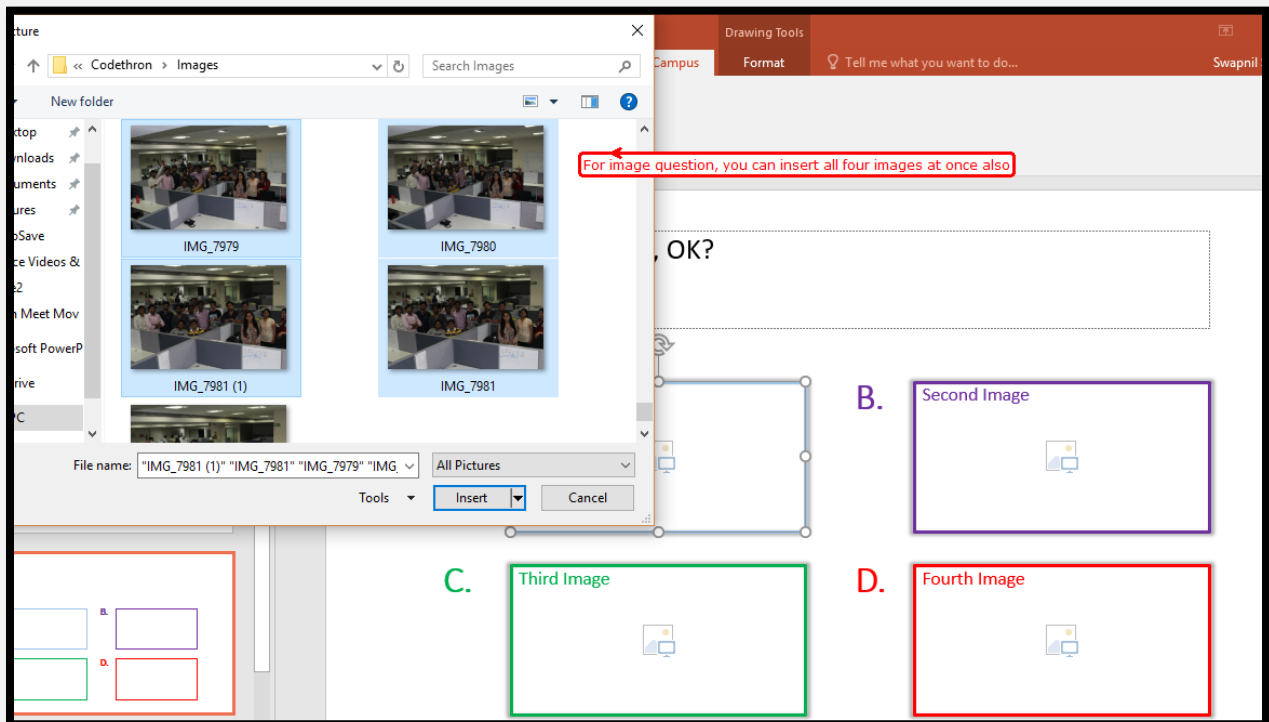 cture
Drawing Tools
Codethron > Images
Search Images
Campus
Format
Tell me what you want to do...
Swapnil
New folder
ktop
wnloads
uments
ures
oSave
ce Videos &
e2
n Meet Mov
osoft PowerP
rive
PC
IMG_7979
IMG_7980
IMG_7981 (1)
IMG_7981
For image question, you can insert all four images at once also
, OK?
File name:
"IMG_7981 (1)" "IMG_7981" "IMG_7979" "IMG_
All Pictures
Tools
Insert
Cancel
B.
Second Image
C.
Third Image
D.
Fourth Image
B.
D.